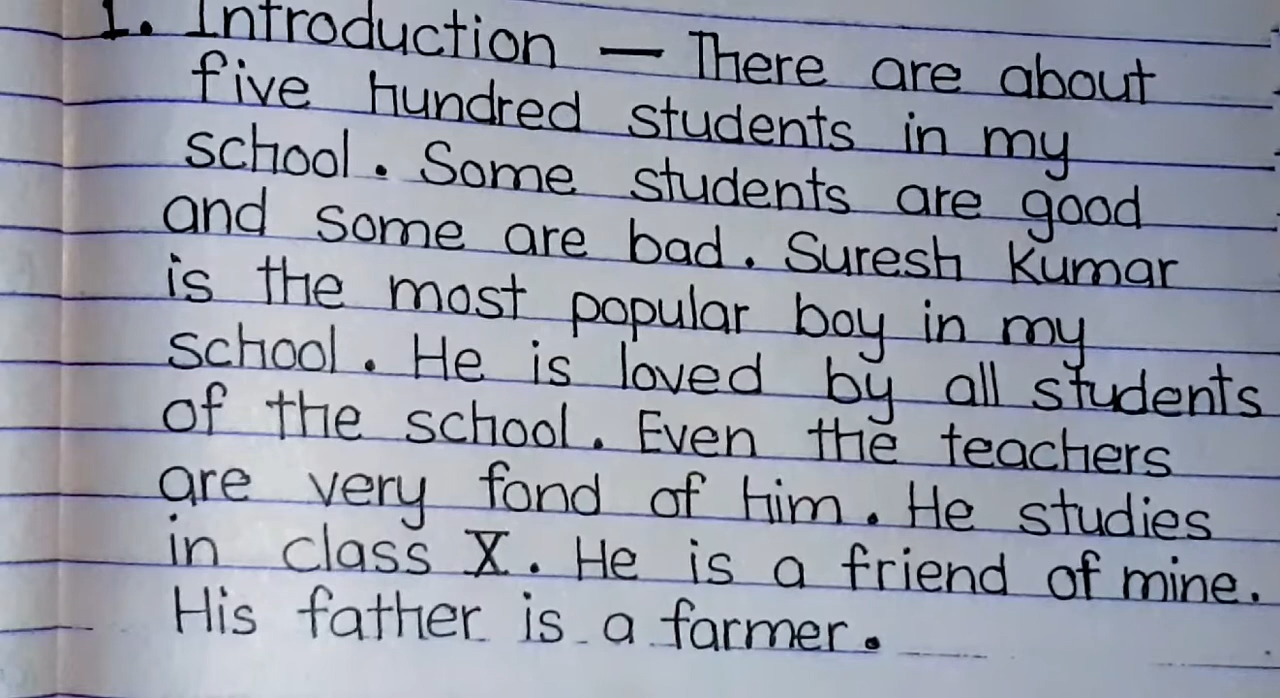 1. Introduction — There are about
five hundred students in my
school. Some students are good
and some are bad. Suresh Kumar
is the most popular boy in my
school. He is loved by all students
of the school. Even the teachers
are very fond of him. He studies
in class X. He is a friend of mine.
His father is a farmer.